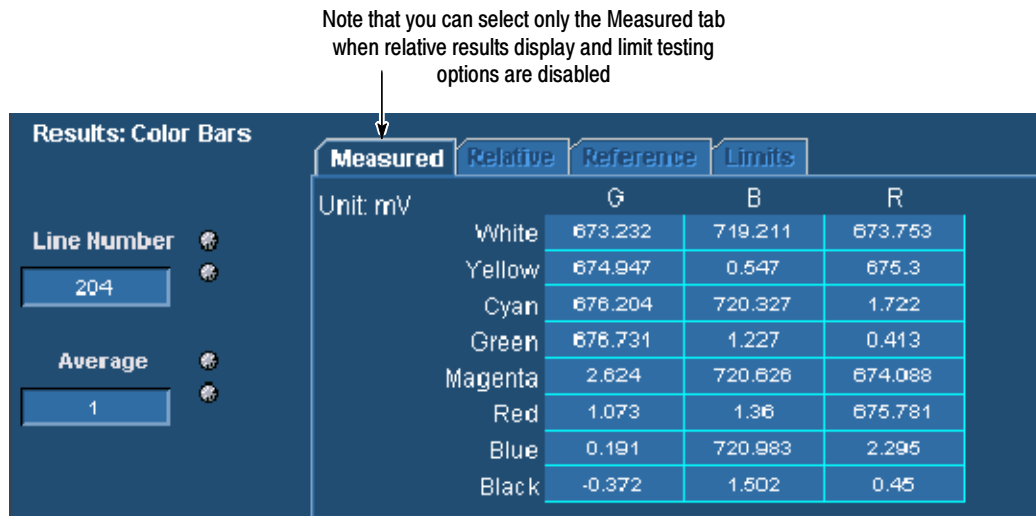 Note that you can select only the Measured tab
when relative results display and limit testing
options are disabled
Results: Color Bars
Measured Relative Reference Limits
Unit: mV G B R
White 673.232 719.211 673.753
Line Number
Yellow 674.947 0.547 675.3
204
Cyan 676.204 720.327 1.722
Green 676.731 1.227 0.413
Average
Magenta 2.624 720.626 674.088
1
Red 1.073 1.36 675.781
Blue 0.191 720.983 2.295
Black -0.372 1.502 0.45